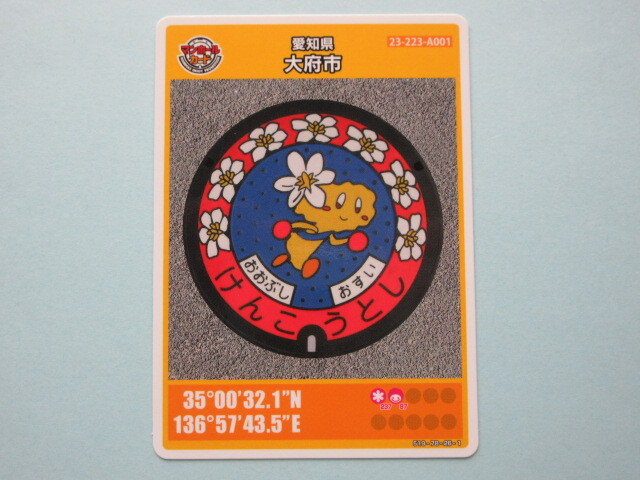 マンホール
カード
愛知県
大府市
23-223-A001
おおぶし
おすい
けんこうとし
35°00'32.1"N
136°57'43.5"E